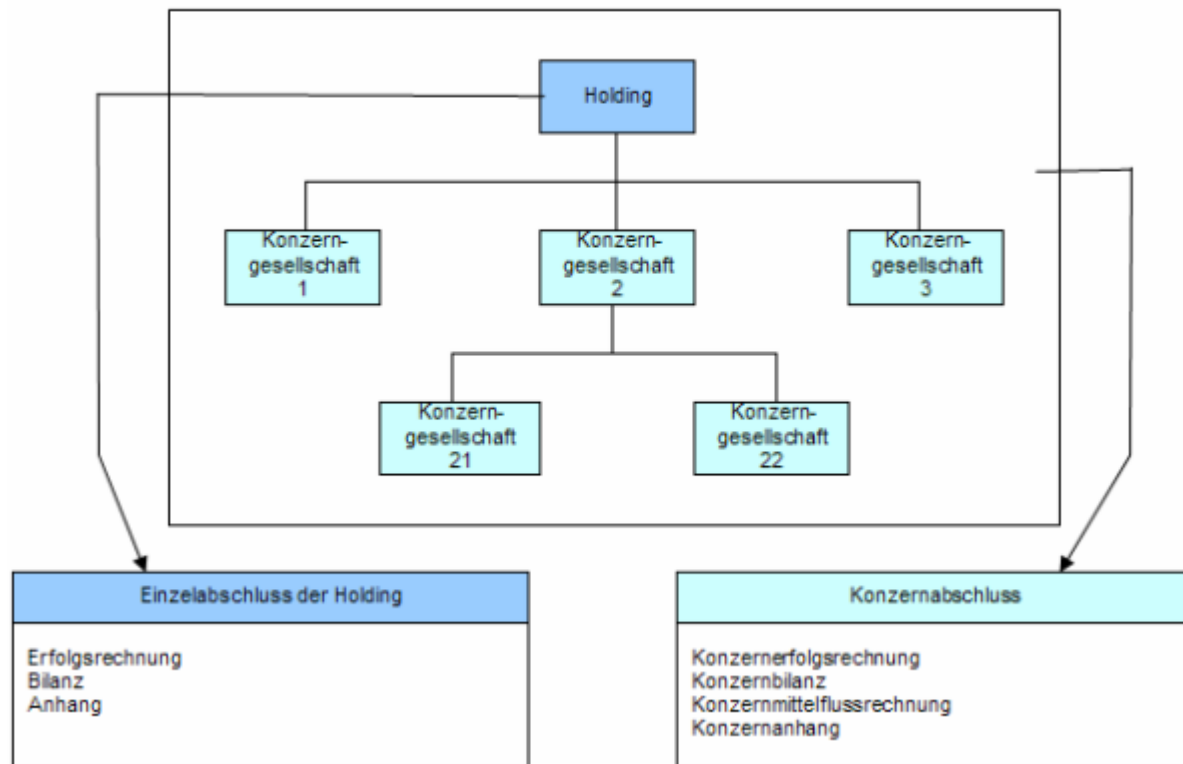 Holding
Konzern-
gesellschaft
1
Konzern-
gesellschaft
2
Konzern-
gesellschaft
3
Konzern-
gesellschaft
21
Konzern-
gesellschaft
22
Einzelabschluss der Holding
Erfolgsrechnung
Bilanz
Anhang
Konzernabschluss
Konzernerfolgsrechnung
Konzernbilanz
Konzernmittelflussrechnung
Konzernanhang